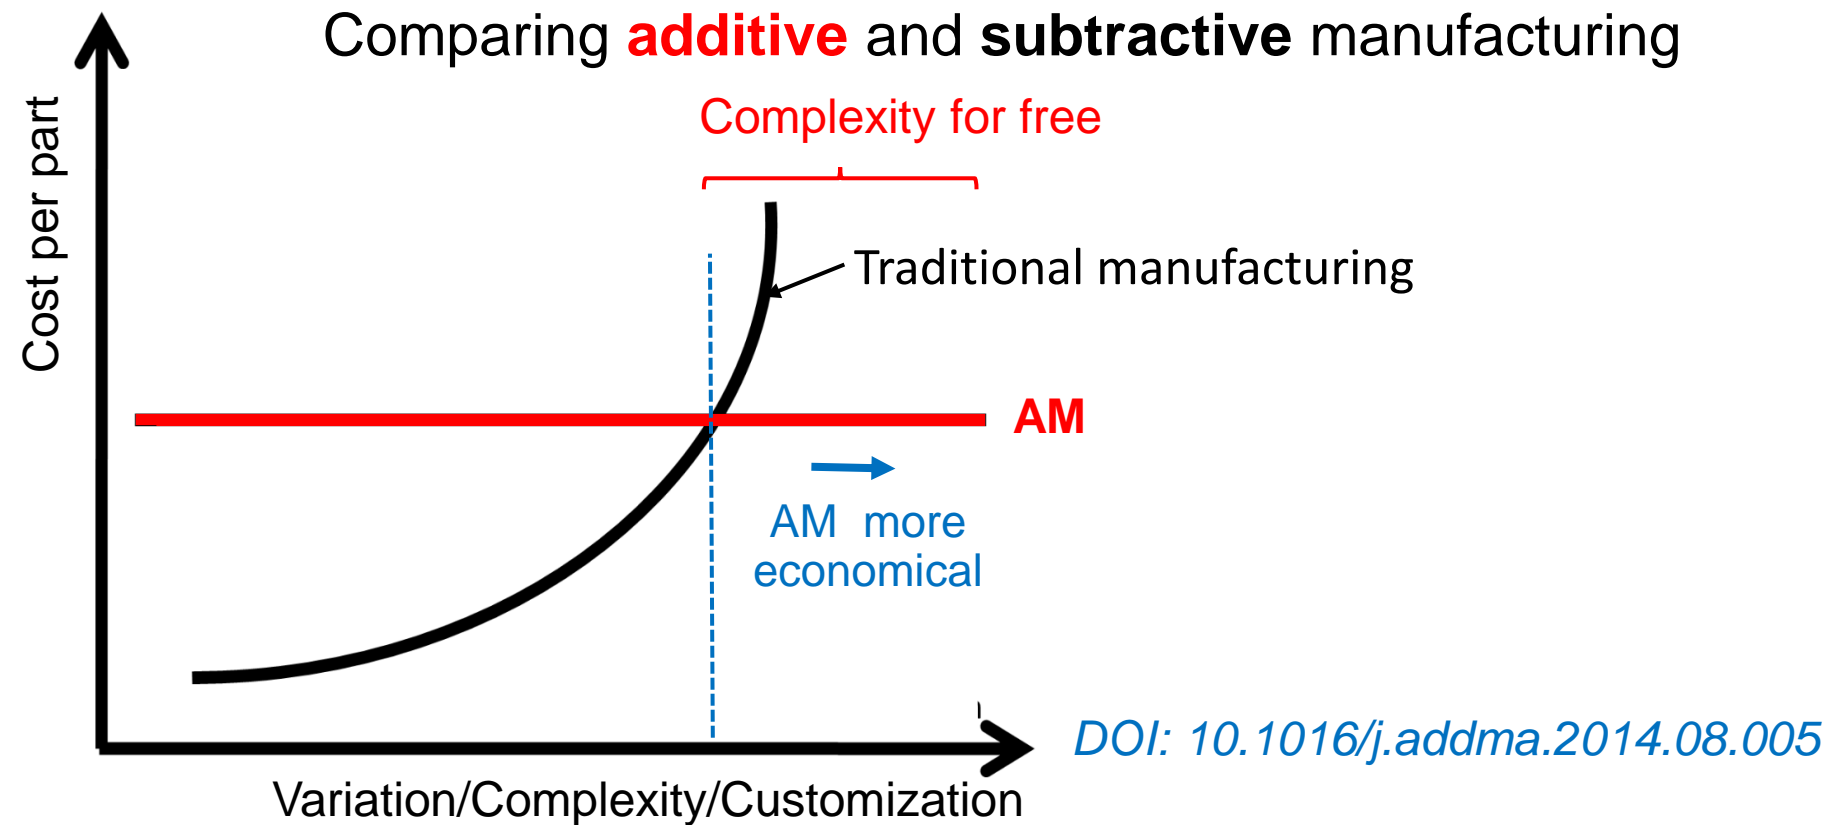 Comparing additive and subtractive manufacturing
Complexity for free
Cost per part
Traditional manufacturing
AM
AM more
economical
DOI: 10.1016/j.addma.2014.08.005
Variation/Complexity/Customization